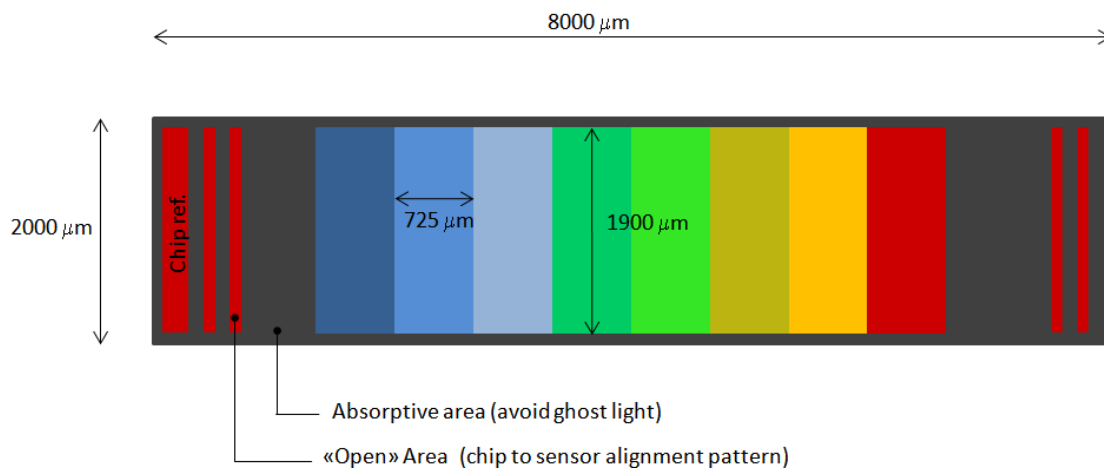 8000 μm
2000 μm
Chip ref.
725 μm
1900 μm
Absorptive area (avoid ghost light)
«Open» Area (chip to sensor alignment pattern)